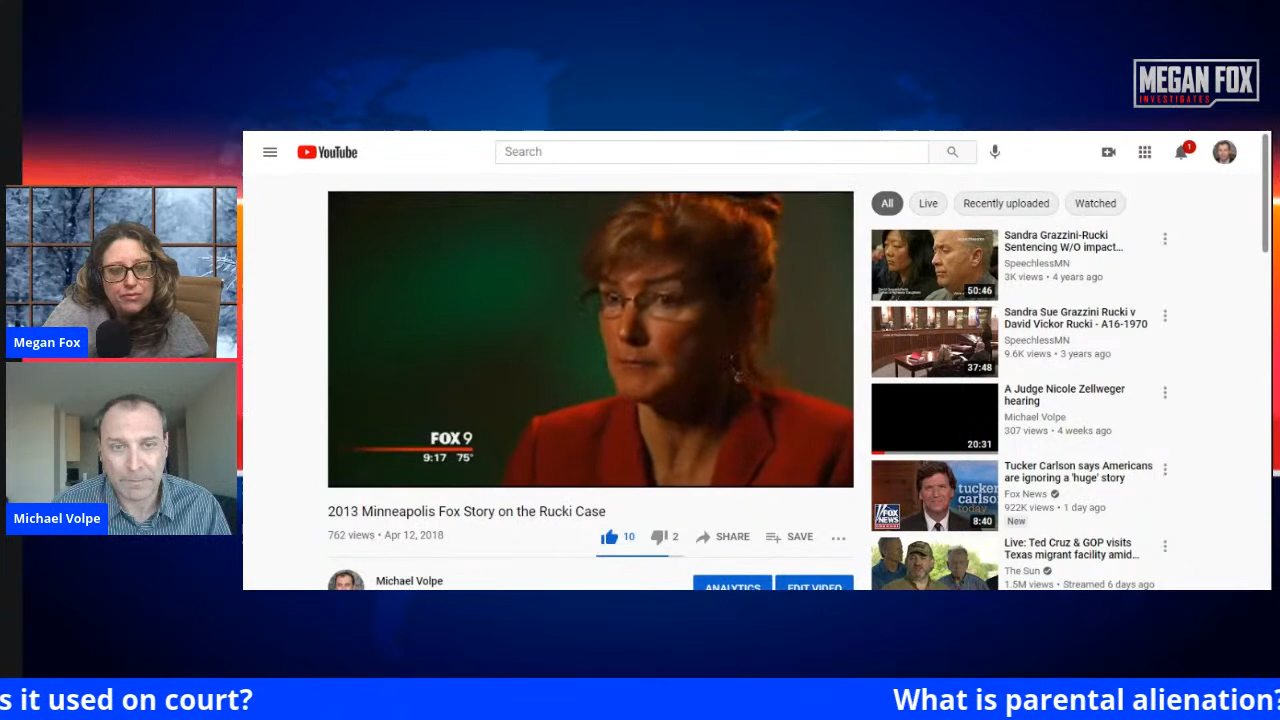 MEGAN FOX
INVESTIGATES
YouTube
Search
1
All
Live
Recently uploaded
Watched
FOX 9
9:17 75°
2013 Minneapolis Fox Story on the Rucki Case
762 views • Apr 12, 2018
10
2
SHARE
SAVE
Michael Volpe
ANALYTICS
EDIT VIDEO
Sandra Grazzini-Rucki
Sentencing W/O impact...
SpeechlessMN
3K views • 4 years ago
50:46
Sandra Sue Grazzini Rucki v
David Vickor Rucki - A16-1970
SpeechlessMN
9.6K views • 3 years ago
37:48
A Judge Nicole Zellweger
hearing
Michael Volpe
307 views • 4 weeks ago
20:31
Tucker Carlson says Americans
are ignoring a 'huge' story
Fox News
922K views • 1 day ago
New
tucker
carlson
today
FOX
NEWS
8:40
Live: Ted Cruz & GOP visits
Texas migrant facility amid...
The Sun
1.5M views • Streamed 6 days ago
Megan Fox
Michael Volpe
s it used on court?
What is parental alienation?